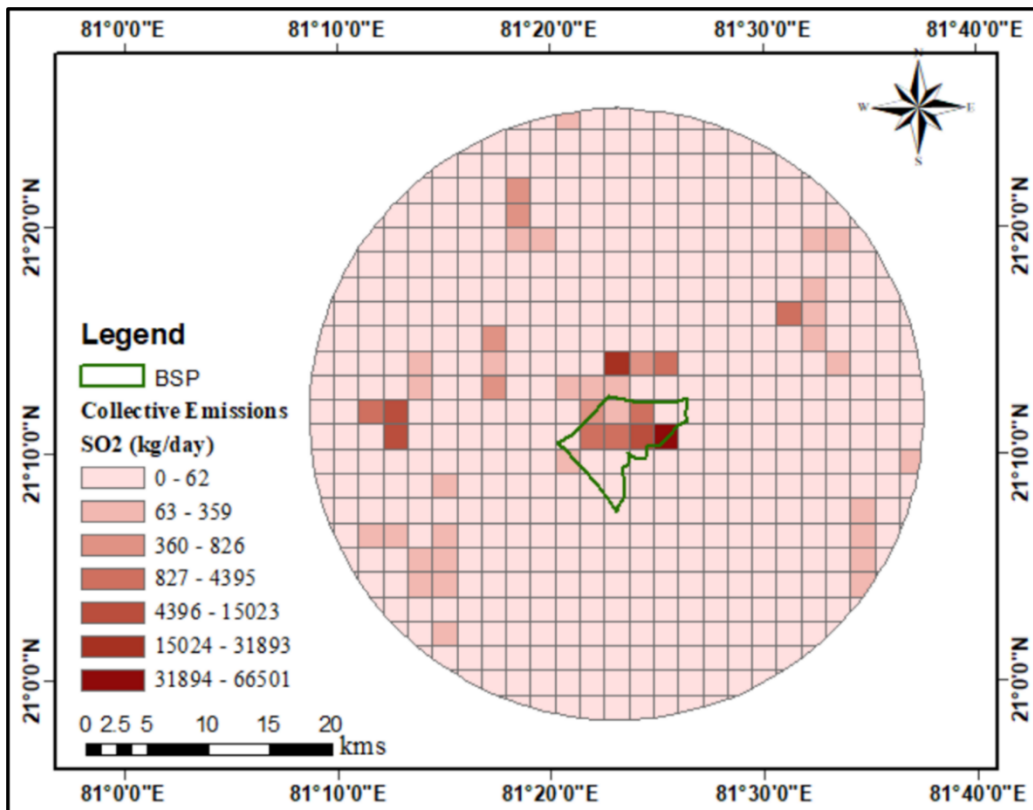 81°0'0"E 81°10'0"E 81°20'0"E 81°30'0"E 81°40'0"E
N
W E
S
21°20'0"N 21°20'0"N
Legend
BSP
Collective Emissions
SO2 (kg/day)
0 - 62
63 - 359
360 - 826
827 - 4395
4396 - 15023
15024 - 31893
31894 - 66501
21°10'0"N 21°10'0"N
21°0'0"N 21°0'0"N
0 2.5 5 10 15 20
kms
81°0'0"E 81°10'0"E 81°20'0"E 81°30'0"E 81°40'0"E